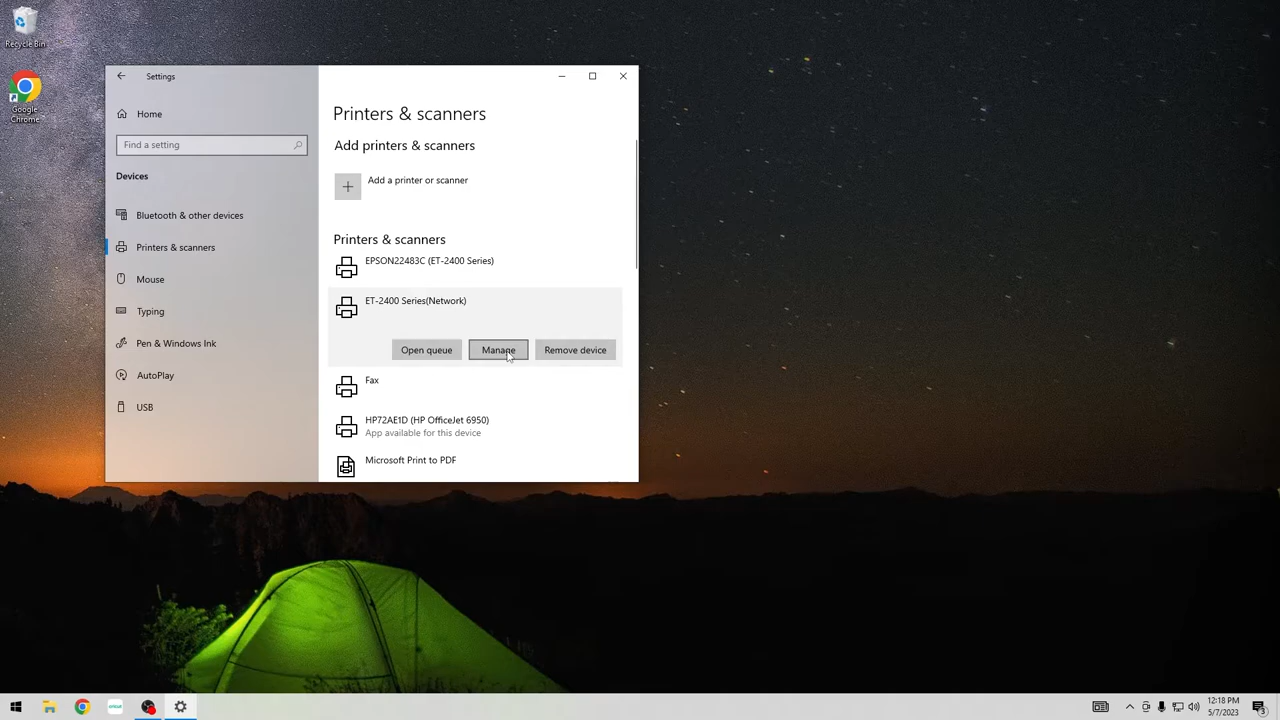 Recycle Bin
Google
Chrome
Settings
Home
Find a setting
Devices
Bluetooth & other devices
Printers & scanners
Mouse
Typing
Pen & Windows Ink
AutoPlay
USB
Printers & scanners
Add printers & scanners
Add a printer or scanner
Printers & scanners
EPSON22483C (ET-2400 Series)
ET-2400 Series(Network)
Open queue
Manage
Remove device
Fax
HP72AE1D (HP OfficeJet 6950)
App available for this device
Microsoft Print to PDF
12:18 PM
5/7/2023
3